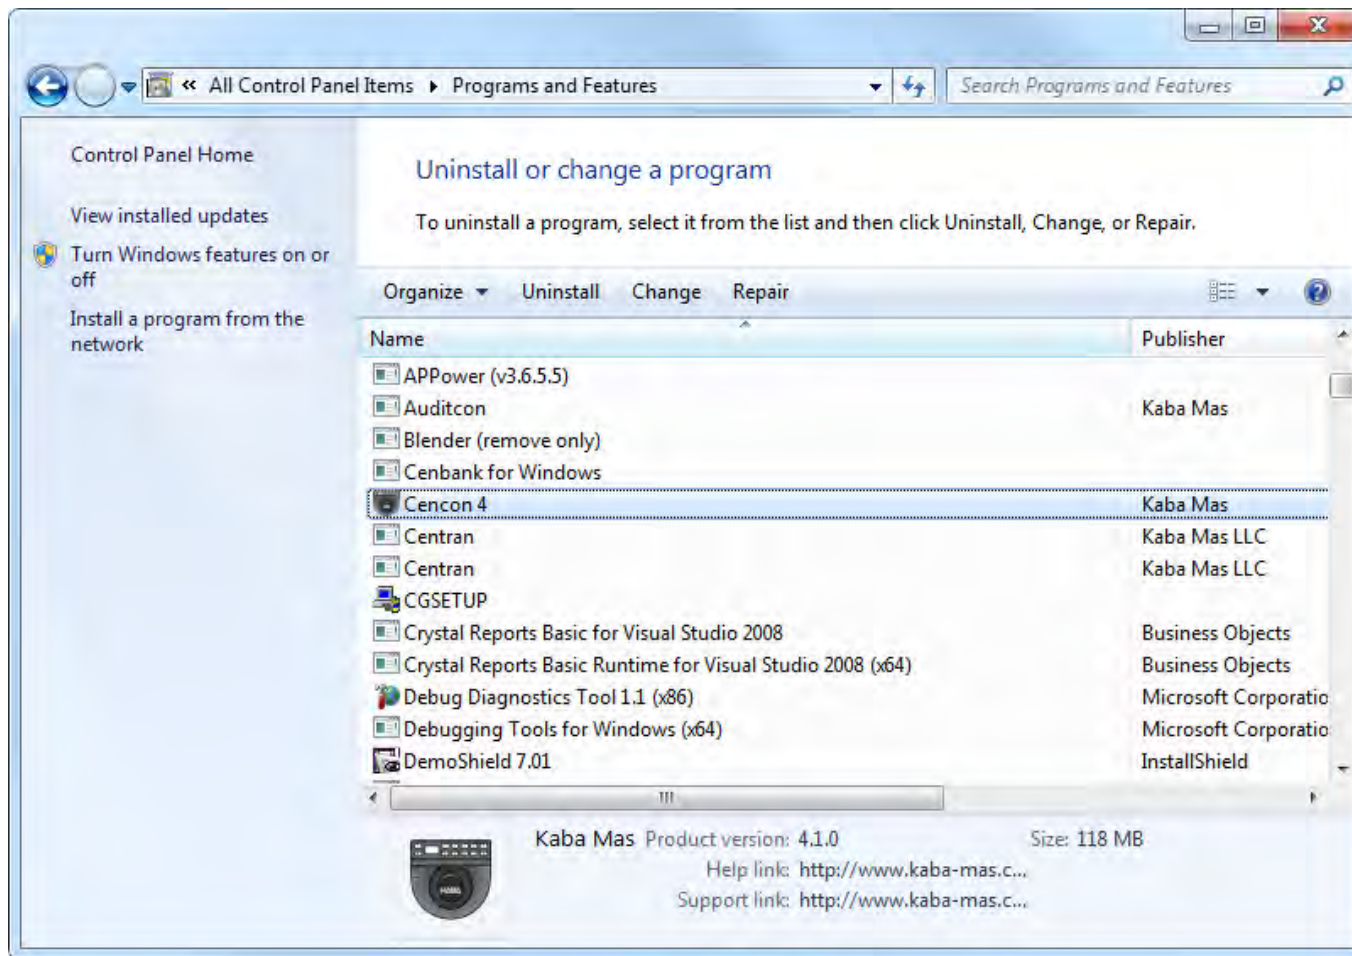 « All Control Panel Items ▸ Programs and Features
Search Programs and Features
Control Panel Home
View installed updates
Turn Windows features on or
off
Install a program from the
network
Uninstall or change a program
To uninstall a program, select it from the list and then click Uninstall, Change, or Repair.
Organize Uninstall Change Repair
Name Publisher
APPower (v3.6.5.5)
Auditcon Kaba Mas
Blender (remove only)
Cenbank for Windows
Cencon 4 Kaba Mas
Centran Kaba Mas LLC
Centran Kaba Mas LLC
CGSETUP
Crystal Reports Basic for Visual Studio 2008 Business Objects
Crystal Reports Basic Runtime for Visual Studio 2008 (x64) Business Objects
Debug Diagnostics Tool 1.1 (x86) Microsoft Corporatio
Debugging Tools for Windows (x64) Microsoft Corporatio
DemoShield 7.01 InstallShield
Kaba Mas Product version: 4.1.0 Size: 118 MB
Help link: http://www.kaba-mas.c...
Support link: http://www.kaba-mas.c...